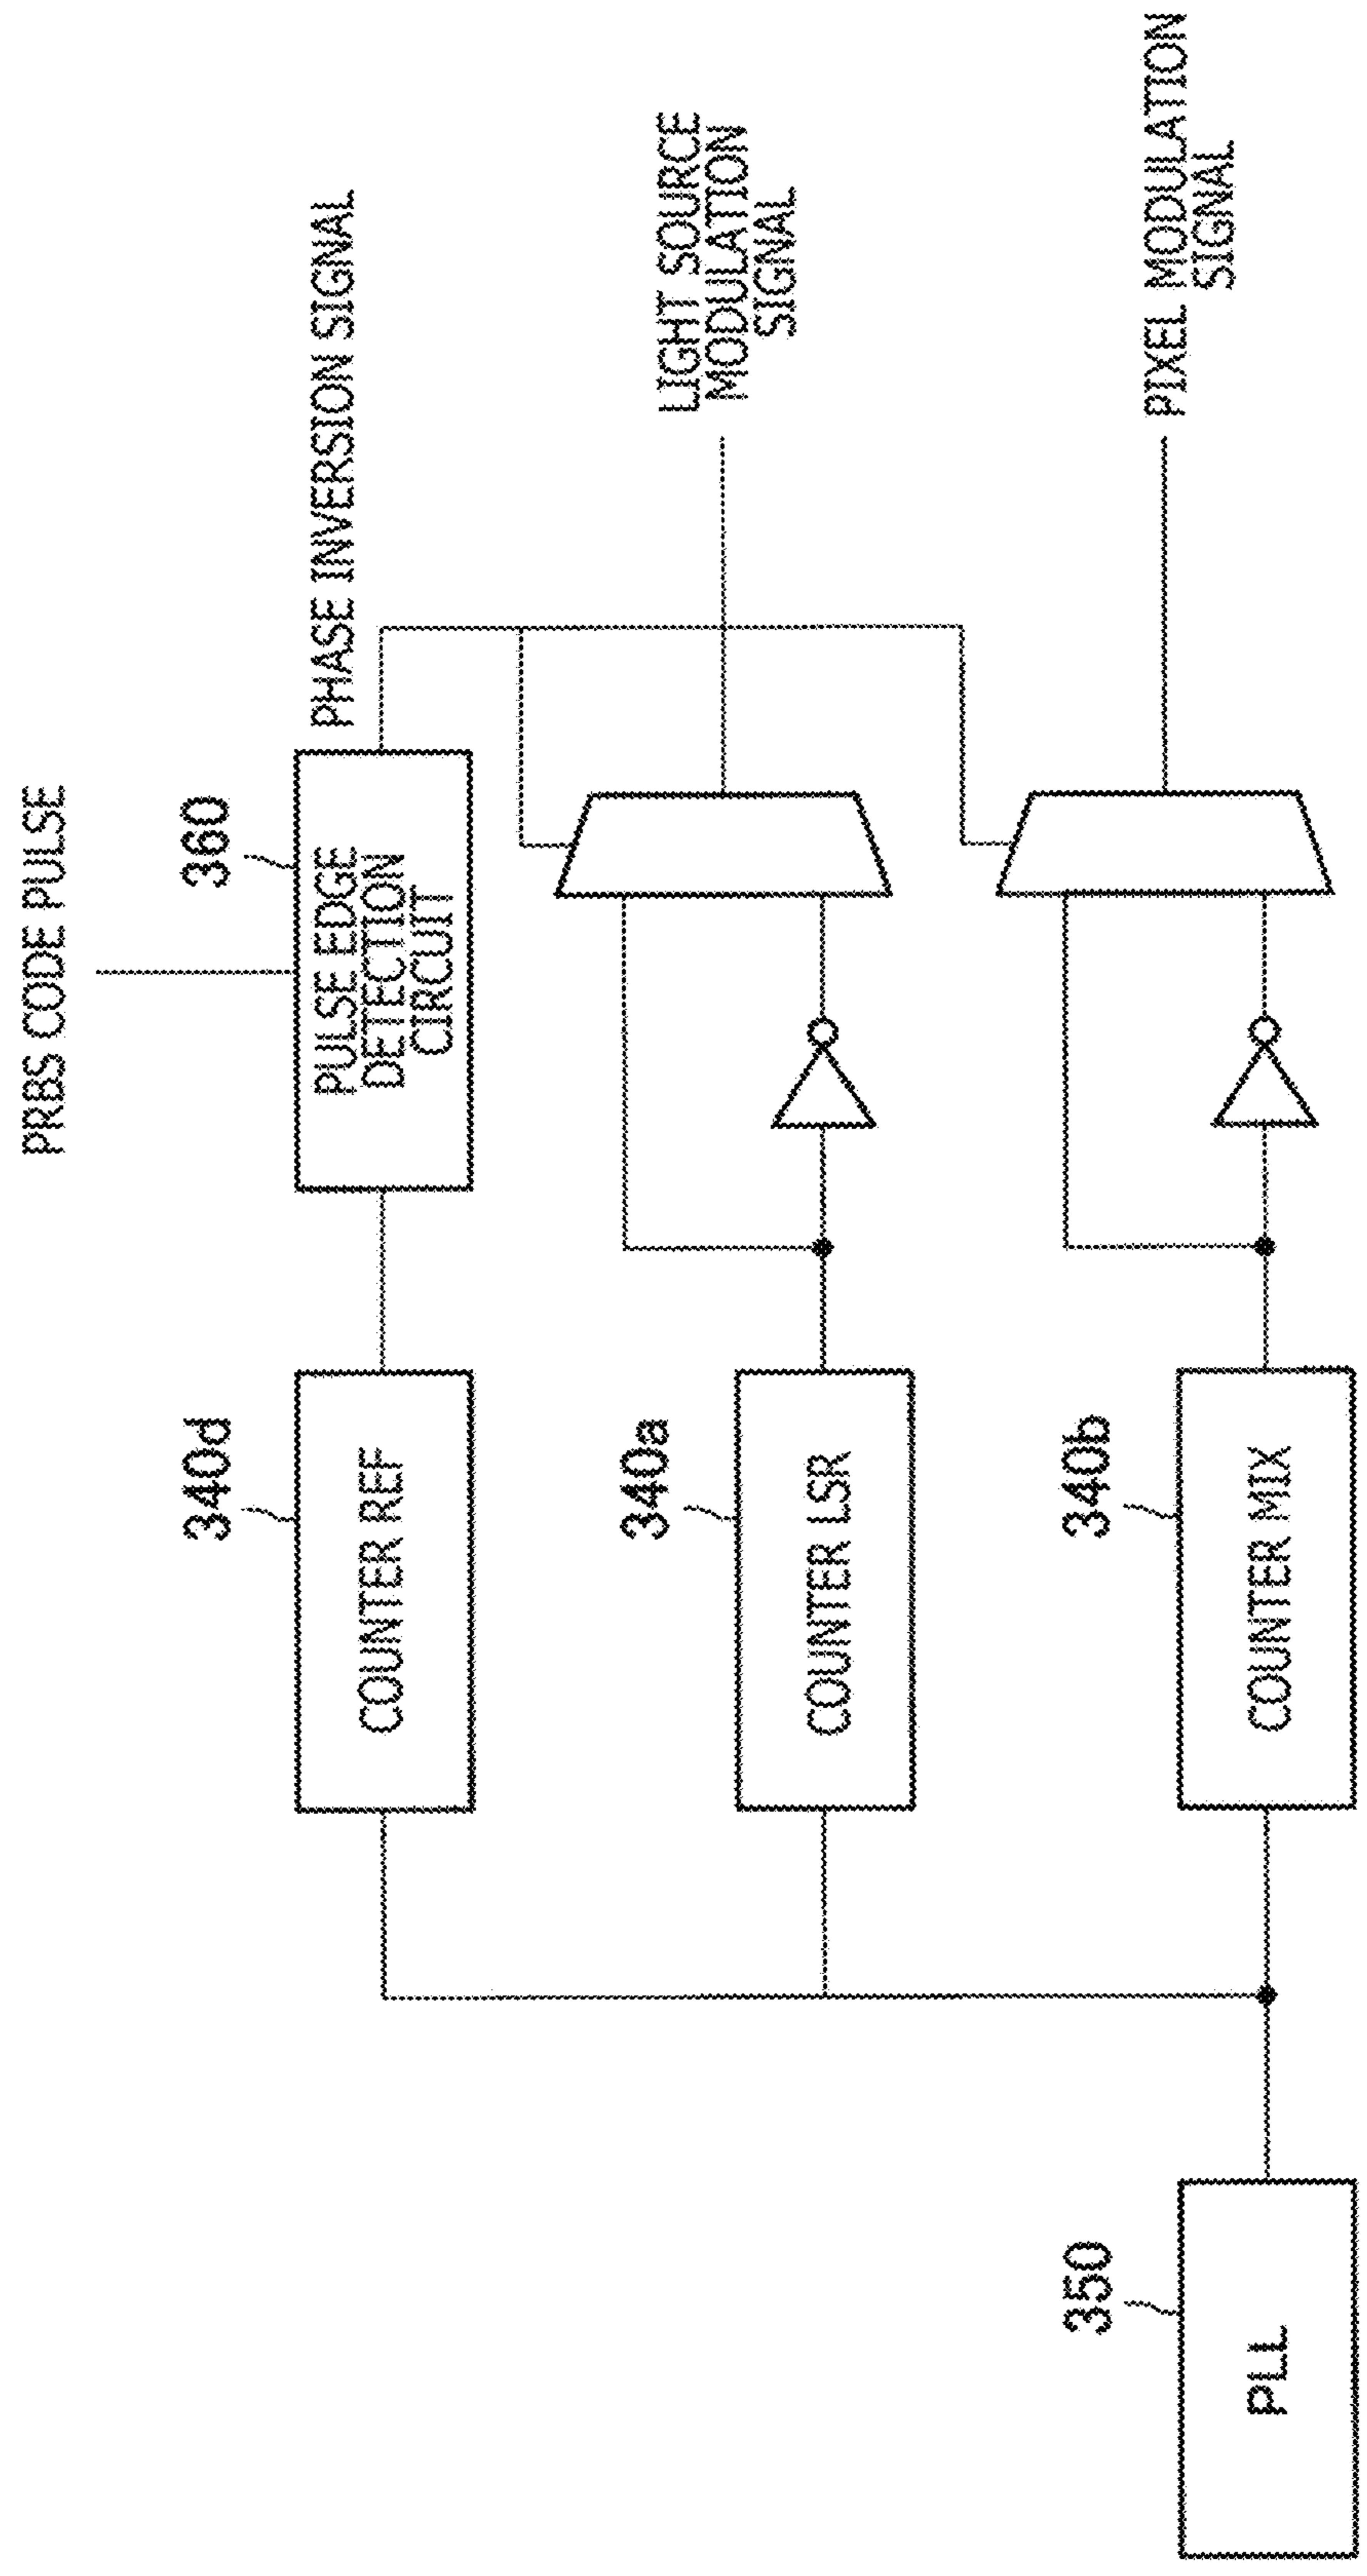 PRBS CODE PULSE
360
PULSE EDGE
DETECTION
CIRCUIT
PHASE INVERSION SIGNAL
340d
COUNTER REF
340a
COUNTER LSR
LIGHT SOURCE
MODULATION
SIGNAL
350
PLL
340b
COUNTER MIX
PIXEL MODULATION
SIGNAL